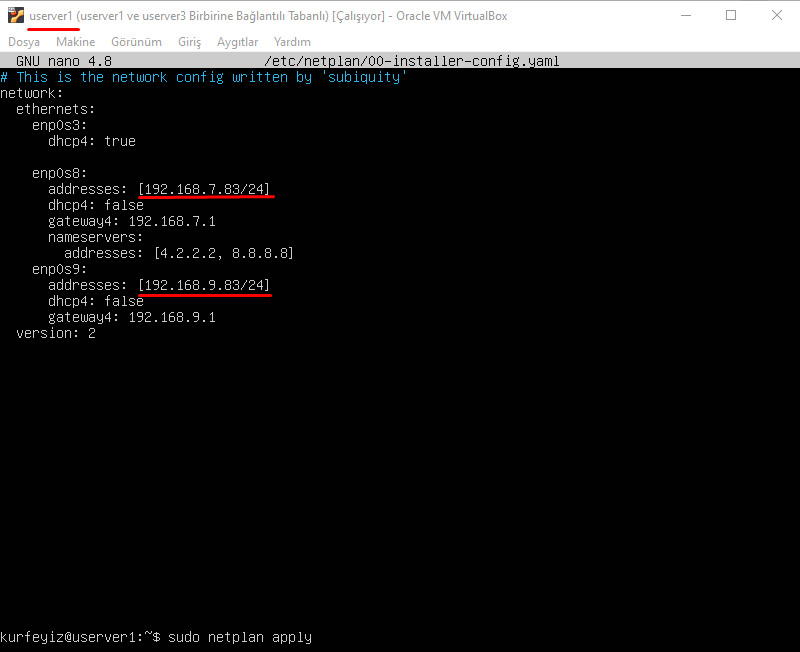 userver1 (userver1 ve userver3 Birbirine Bağlantılı Tabanlı) [Çalışıyor] - Oracle VM VirtualBox
Dosya Makine Görünüm Giriş Aygıtlar Yardım
GNU nano 4.8 /etc/netplan/00-installer-config.yaml
# This is the network config written by 'subiquity'
network:
  ethernets:
    enp0s3:
      dhcp4: true
    enp0s8:
      addresses: [192.168.7.83/24]
      dhcp4: false
      gateway4: 192.168.7.1
      nameservers:
        addresses: [4.2.2.2, 8.8.8.8]
    enp0s9:
      addresses: [192.168.9.83/24]
      dhcp4: false
      gateway4: 192.168.9.1
  version: 2
kurfeyiz@userver1:~$ sudo netplan apply